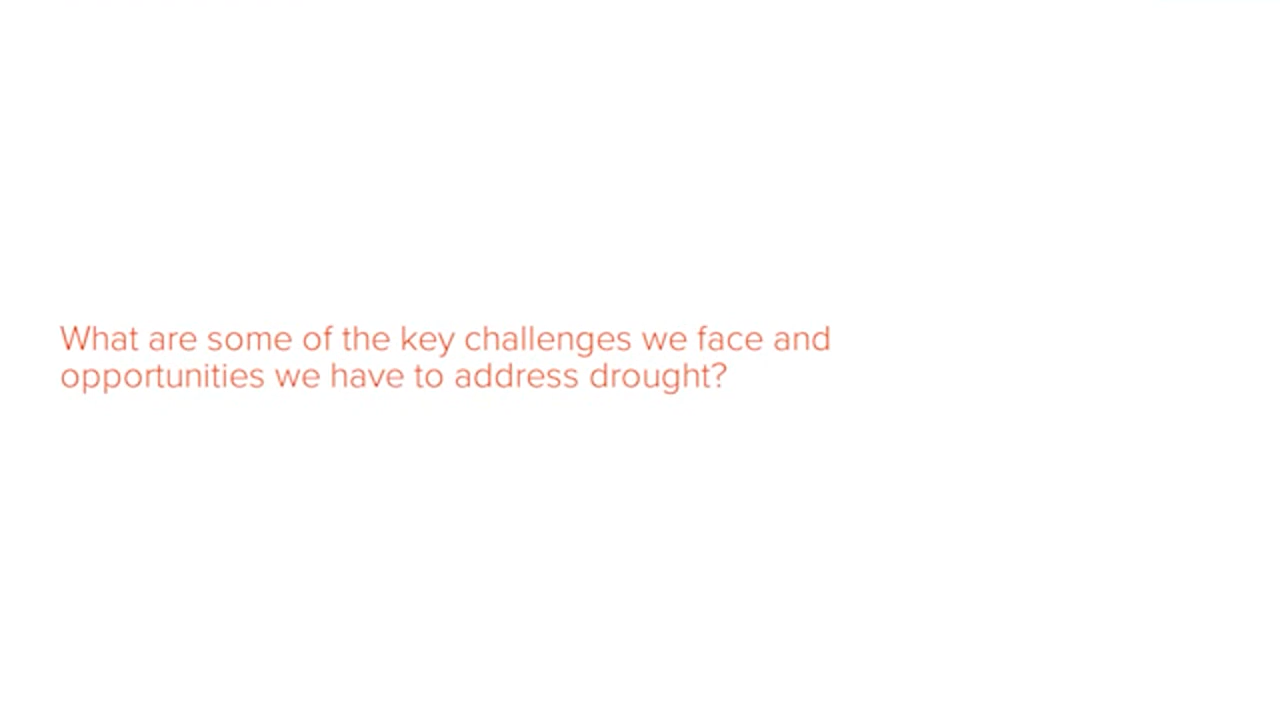 What are some of the key challenges we face and
opportunities we have to address drought?